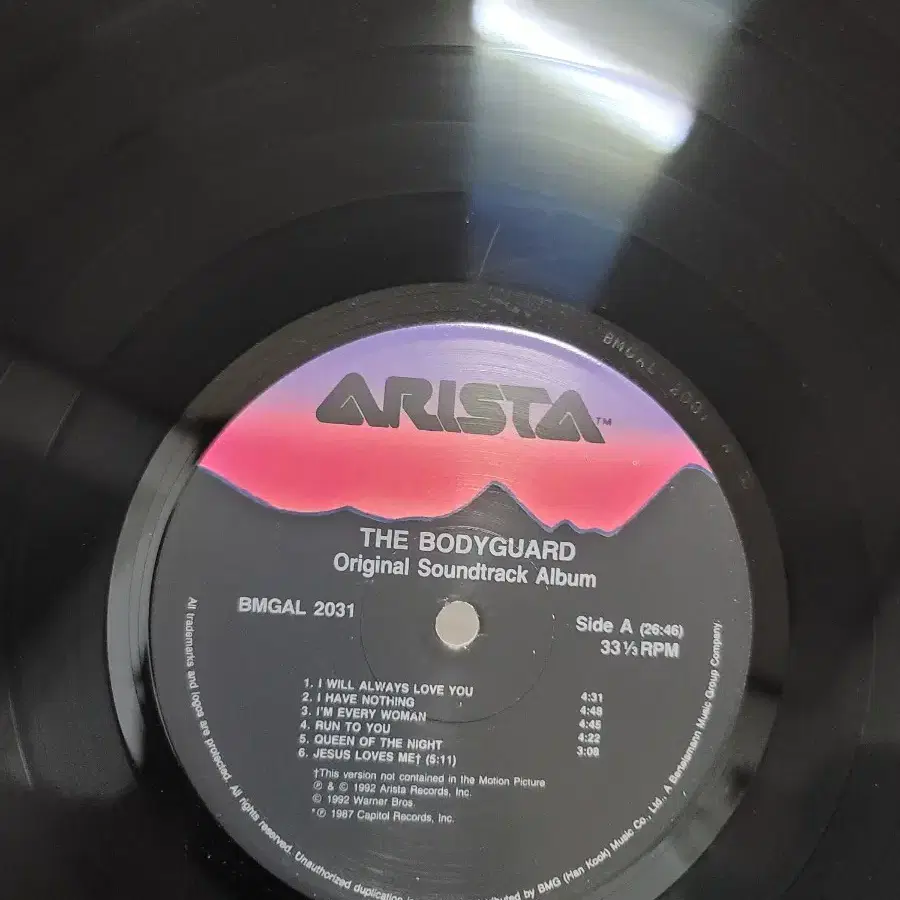 BMGAL-2031
ARISTA™
THE BODYGUARD
Original Soundtrack Album
BMGAL 2031
Side A (26:46)
33⅓RPM
1. I WILL ALWAYS LOVE YOU 4:31
2. I HAVE NOTHING 4:48
3. I'M EVERY WOMAN 4:45
4. RUN TO YOU 4:22
5. QUEEN OF THE NIGHT 3:08
6. JESUS LOVES ME† (5:11)
†This version not contained in the Motion Picture
℗ & © 1992 Arista Records, Inc.
© 1992 Warner Bros.
*℗ 1987 Capitol Records, Inc.
All trademarks and logos are protected. All rights reserved. Unauthorized duplication by BMG (Han Kook) Music Co., Ltd., A Bertelsmann Music Group Company.